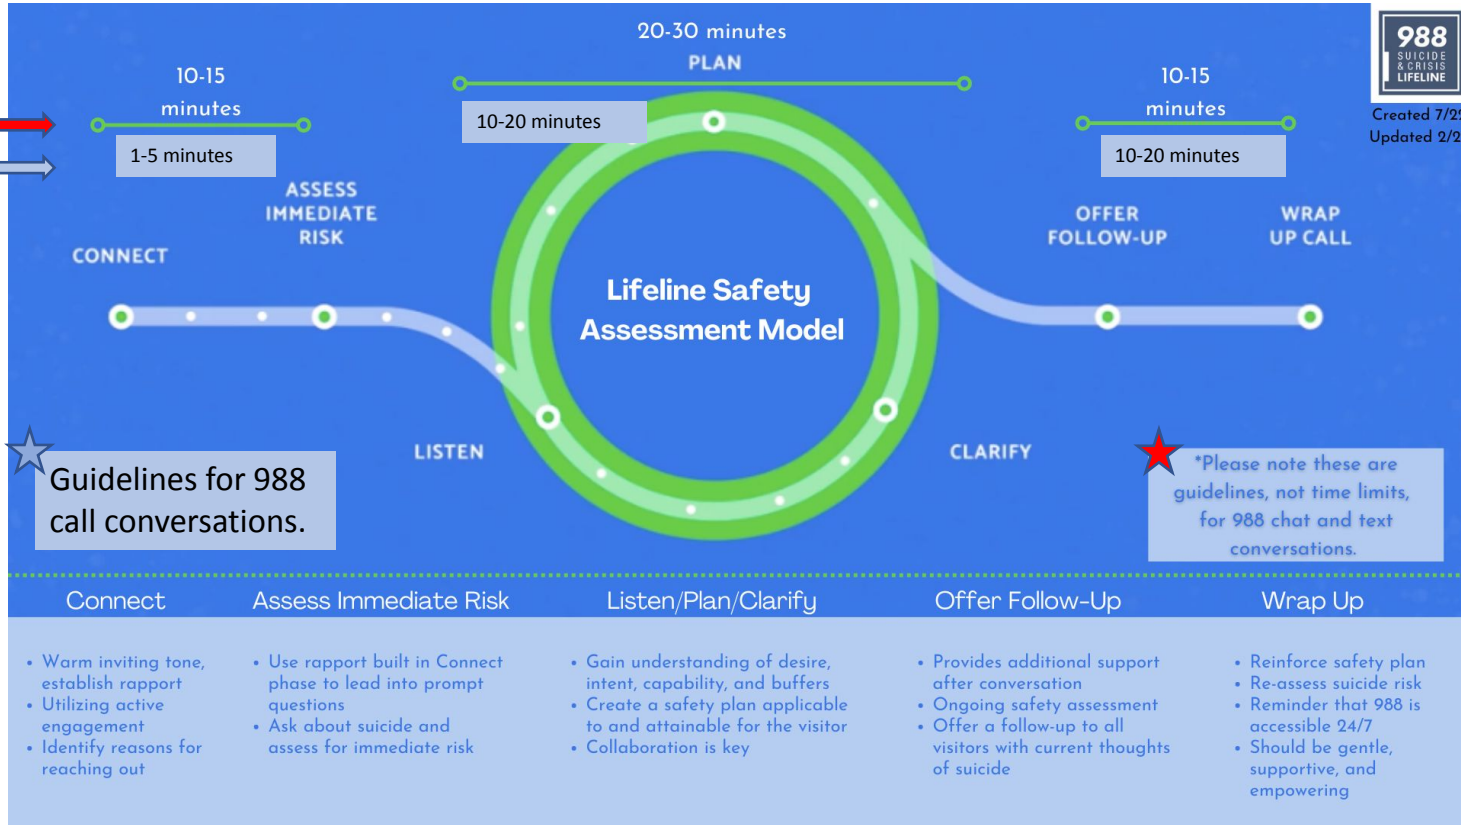 20-30 minutes
PLAN
988
SUICIDE
& CRISIS
LIFELINE
Created 7/22
Updated 2/2
10-15
minutes
1-5 minutes
10-20 minutes
10-15
minutes
10-20 minutes
CONNECT
ASSESS
IMMEDIATE
RISK
OFFER
FOLLOW-UP
WRAP
UP CALL
Lifeline Safety
Assessment Model
LISTEN
CLARIFY
Guidelines for 988
call conversations.
*Please note these are
guidelines, not time limits,
for 988 chat and text
conversations.
Connect
• Warm inviting tone,
establish rapport
• Utilizing active
engagement
• Identify reasons for
reaching out
Assess Immediate Risk
• Use rapport built in Connect
phase to lead into prompt
questions
• Ask about suicide and
assess for immediate risk
Listen/Plan/Clarify
• Gain understanding of desire,
intent, capability, and buffers
• Create a safety plan applicable
to and attainable for the visitor
• Collaboration is key
Offer Follow-Up
• Provides additional support
after conversation
• Ongoing safety assessment
• Offer a follow-up to all
visitors with current thoughts
of suicide
Wrap Up
• Reinforce safety plan
• Re-assess suicide risk
• Reminder that 988 is
accessible 24/7
• Should be gentle,
supportive, and
empowering